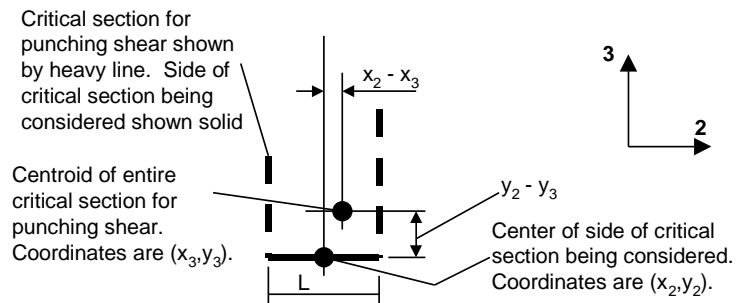 Critical section for
punching shear shown
by heavy line.  Side of
critical section being
considered shown solid
x2 - x3
3
2
Centroid of entire
critical section for
punching shear.
Coordinates are (x3,y3).
y2 - y3
Center of side of critical
section being considered.
Coordinates are (x2,y2).
L